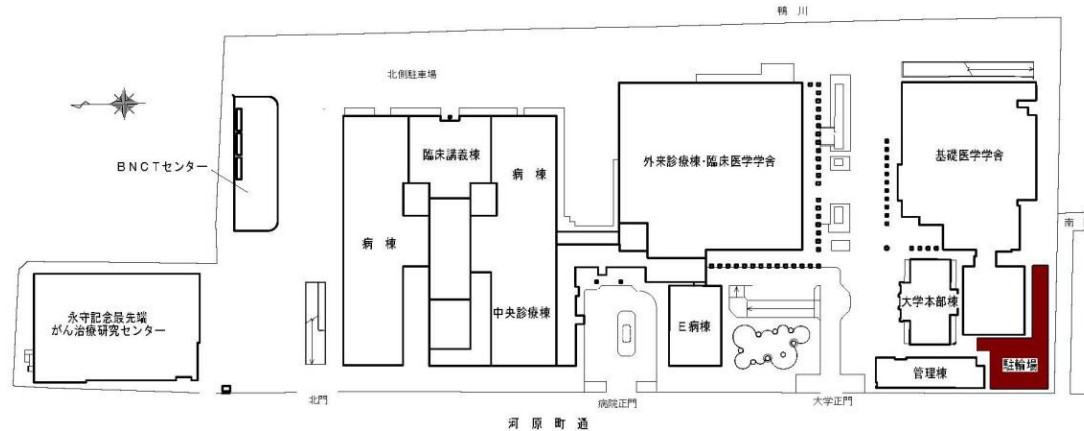 鴨 川
北側駐車場
BNCTセンター
臨床講義棟
病 棟
外来診療棟･臨床医学学舎
基礎医学学舎
南
病 棟
永守記念最先端
がん治療研究センター
中央診療棟
E病棟
大学本部棟
駐輪場
管理棟
北門
病院正門
大学正門
河 原 町 通